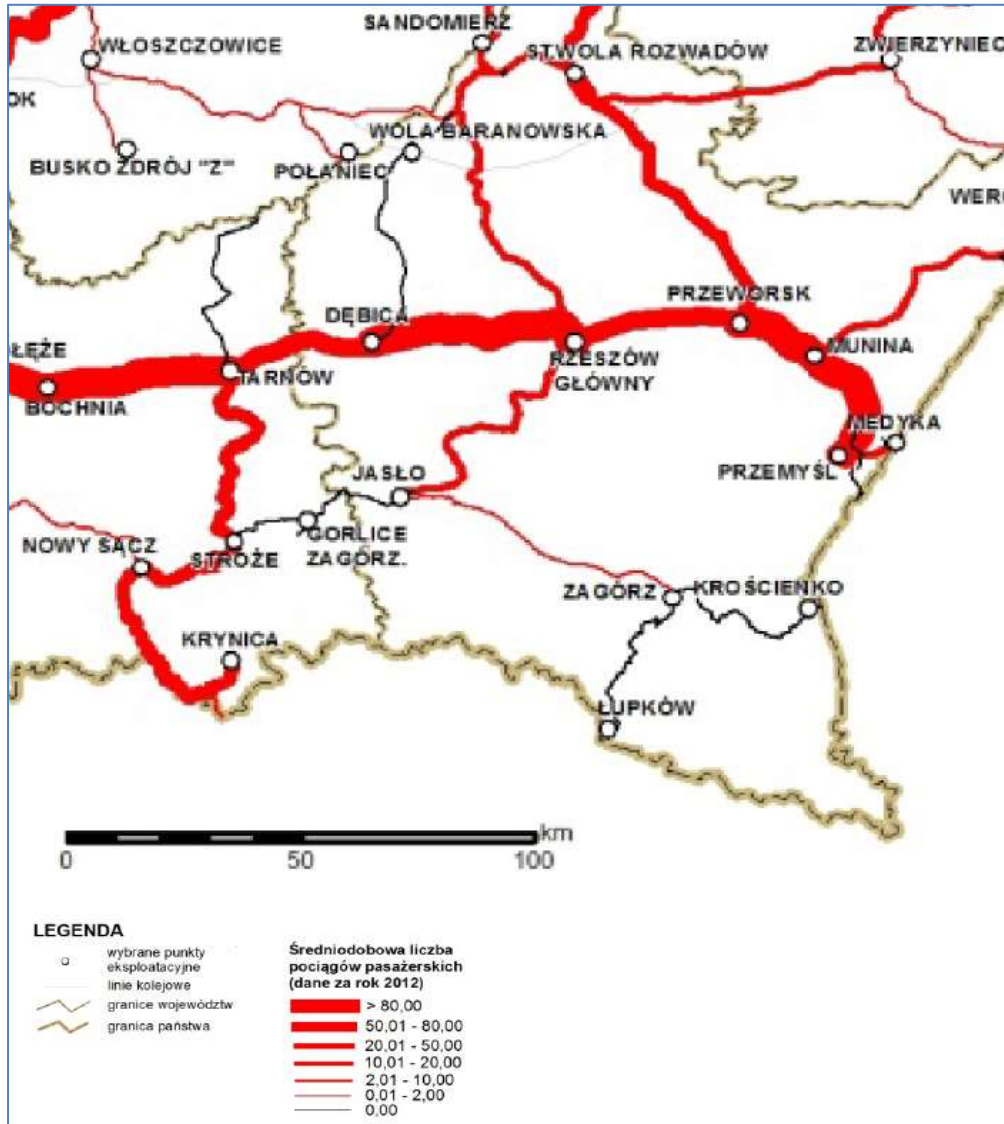 SANDOMIERZ
WŁOSZCZOWICE
ST.WOLA ROZWADÓW
ZWIERZYNIEC
OK
WOLA BARANOWSKA
BUSKO ZDRÓJ "Z"
POŁANIEC
WER
DĘBICA
PRZEWORSK
ŁĘŻE
TARNÓW
RZESZÓW
GŁÓWNY
MUNINA
BOCHNIA
MEDYKA
JASŁO
PRZEMYŚL
GORLICE
ZAGÓRZ.
NOWY SĄCZ
STRÓŻE
ZAGÓRZ
KROŚCIENKO
KRYNICA
ŁUPKÓW
km
0
50
100
LEGENDA
wybrane punkty
eksploatacyjne
linie kolejowe
granice województw
granica państwa
Średniodobowa liczba
pociągów pasażerskich
(dane za rok 2012)
> 80,00
50,01 - 80,00
20,01 - 50,00
10,01 - 20,00
2,01 - 10,00
0,01 - 2,00
0,00